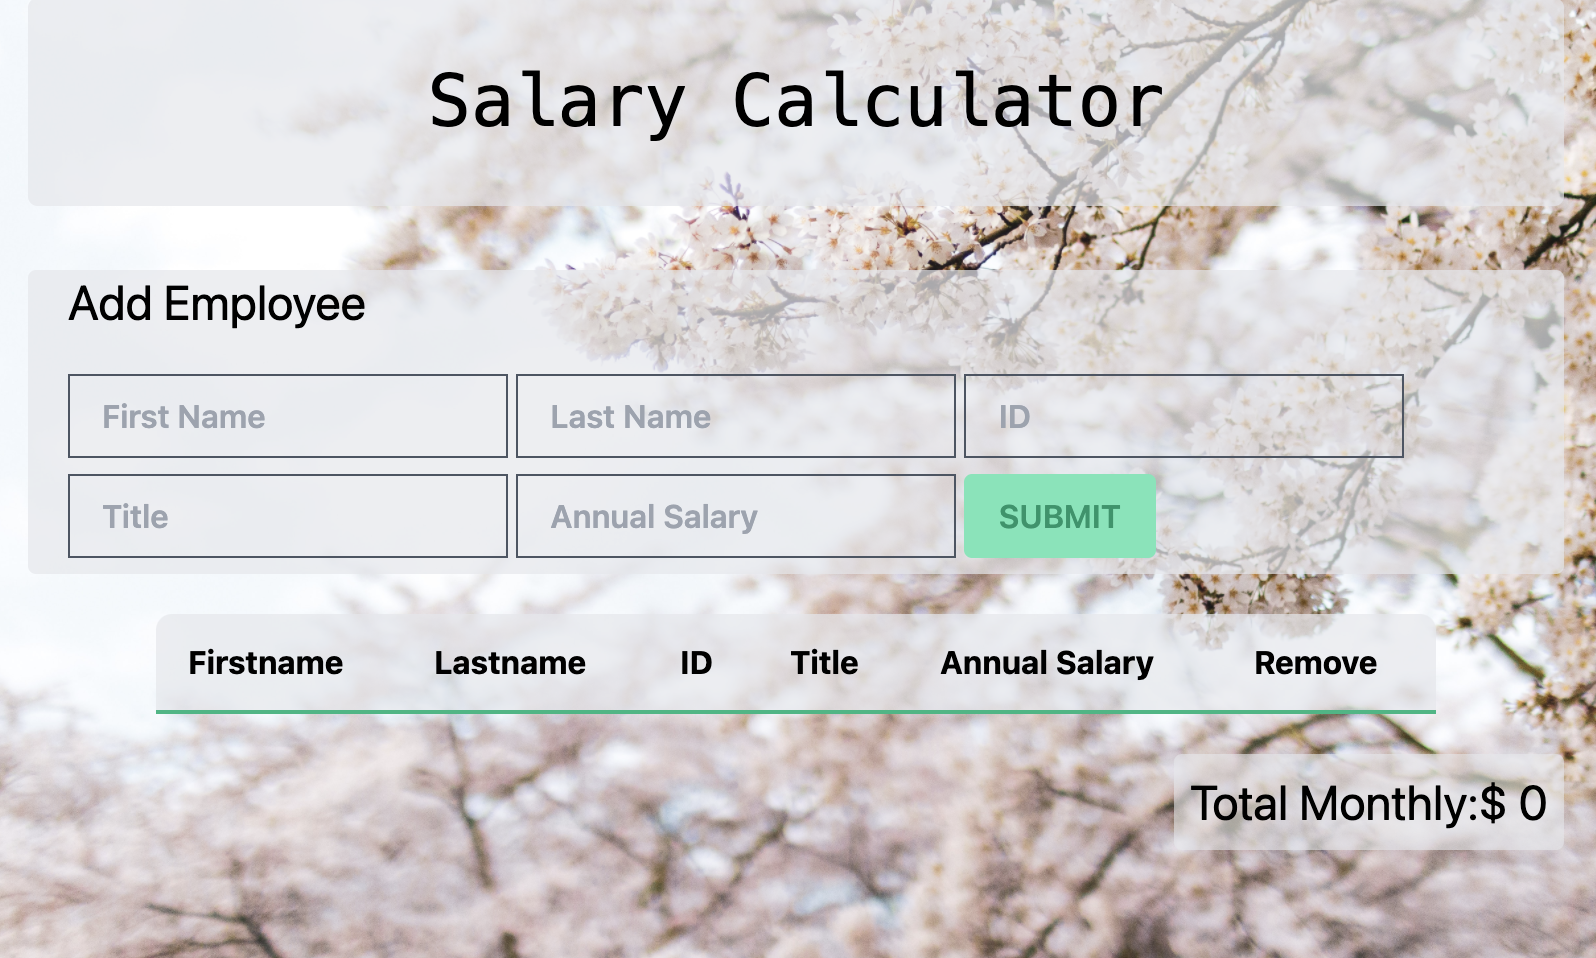 Salary Calculator
Add Employee
First Name Last Name ID
Title Annual Salary SUBMIT
Firstname Lastname ID Title Annual Salary Remove
Total Monthly:$ 0